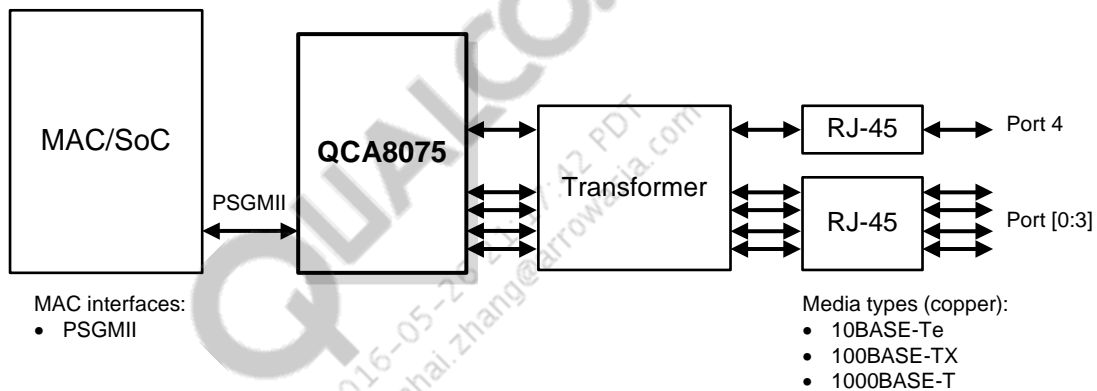 MAC/SoC
PSGMII
QCA8075
Transformer
RJ-45
Port 4
RJ-45
Port [0:3]
MAC interfaces:
• PSGMII
Media types (copper):
• 10BASE-Te
• 100BASE-TX
• 1000BASE-T